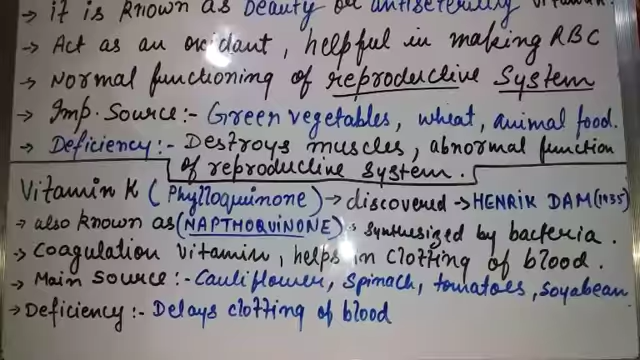 → it is known as beauty or antisterility vitamin.
→ Act as an oxidant, helpful in making RBC
→ Normal functioning of reproductive System
→ Imp. Source:- Green vegetables, wheat, animal food.
→ Deficiency:- Destroys muscles, abnormal function
of reproductive system.
Vitamin K (Phylloquinone) → discovered → HENRIK DAM (1935)
→ also known as (NAPTHOQUINONE) • synthesized by bacteria.
→ Coagulation vitamin, helps in clotting of blood.
→ Main Source:- Cauliflower, Spinach, tomatoes, Soyabean
→ Deficiency:- Delays clotting of blood